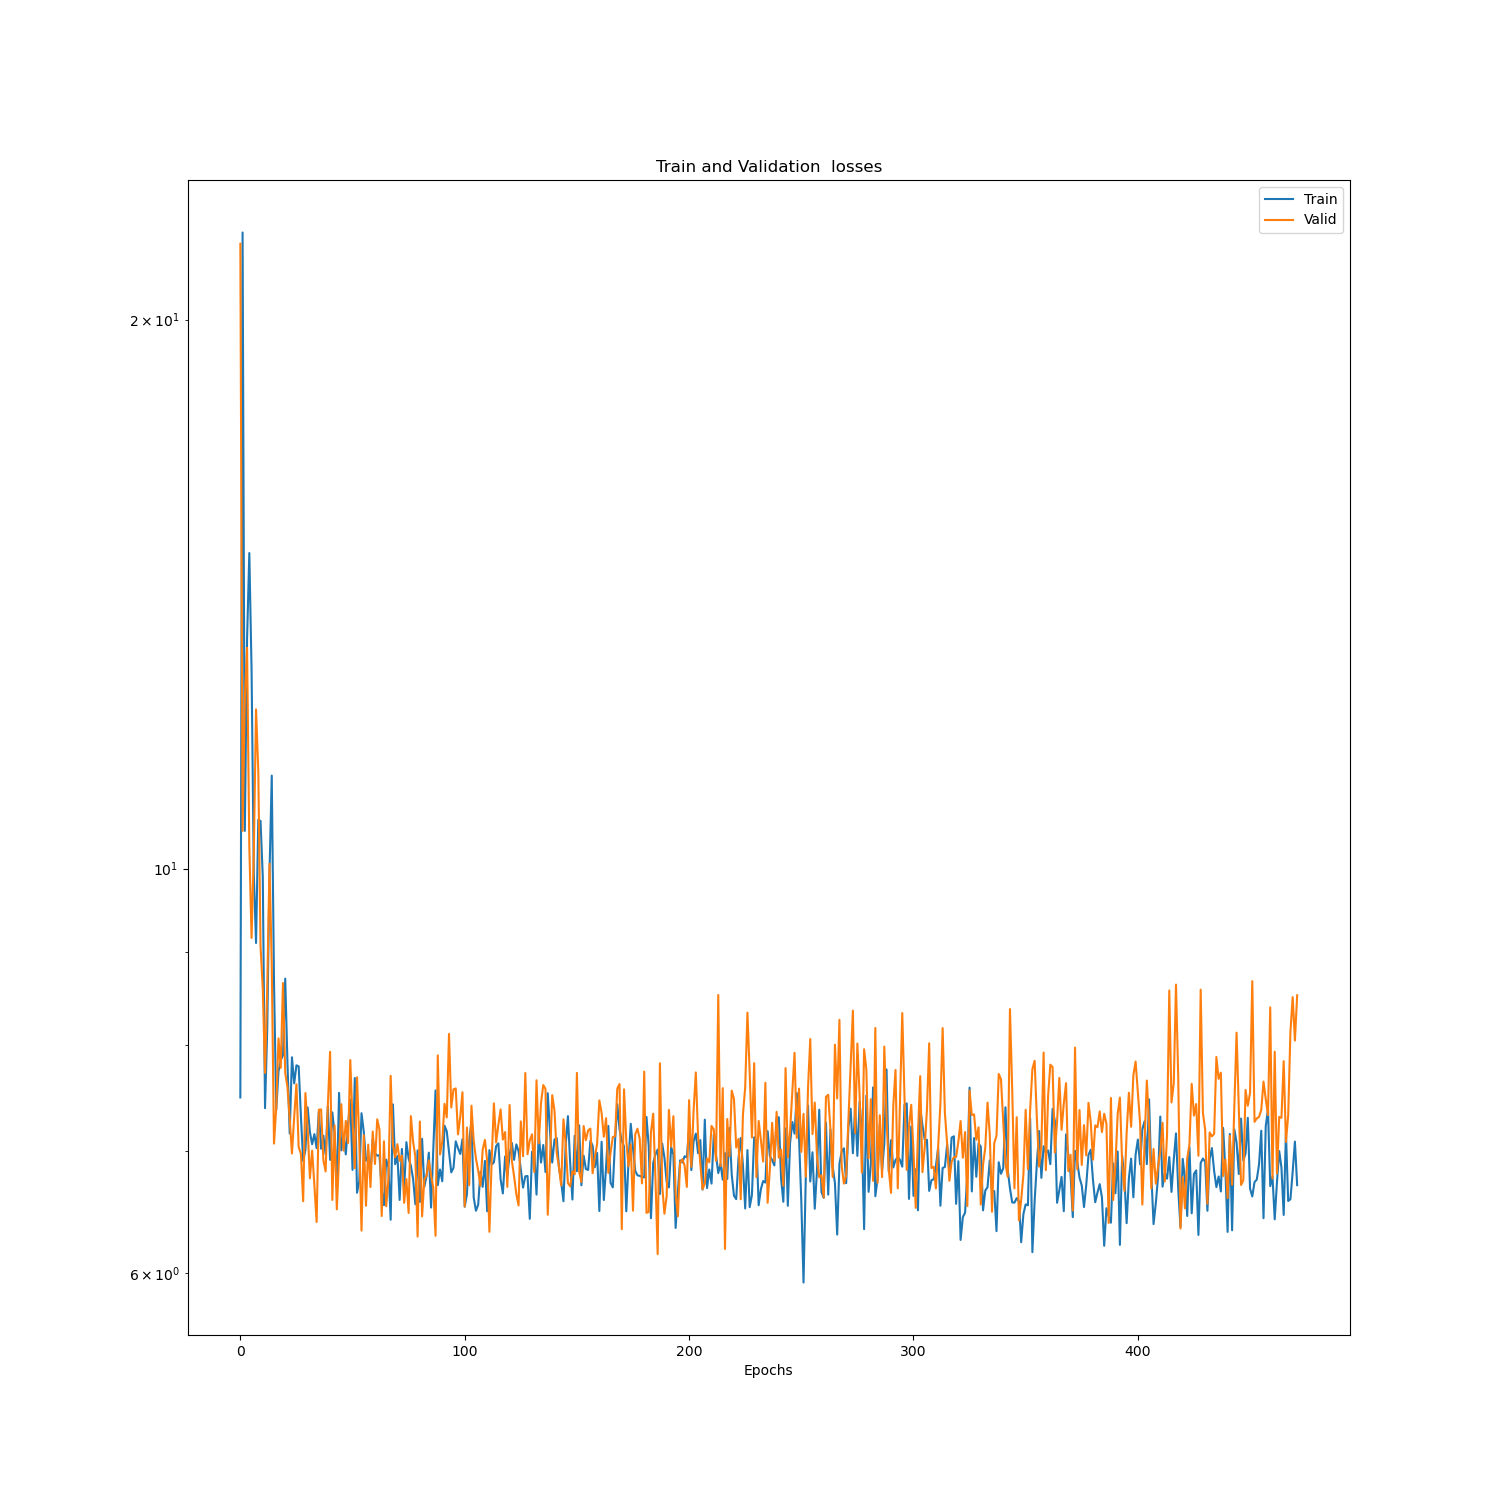 Train and Validation  losses
Train
Valid
2 × 10¹
10¹
6 × 10⁰
0 100 200 300 400
Epochs